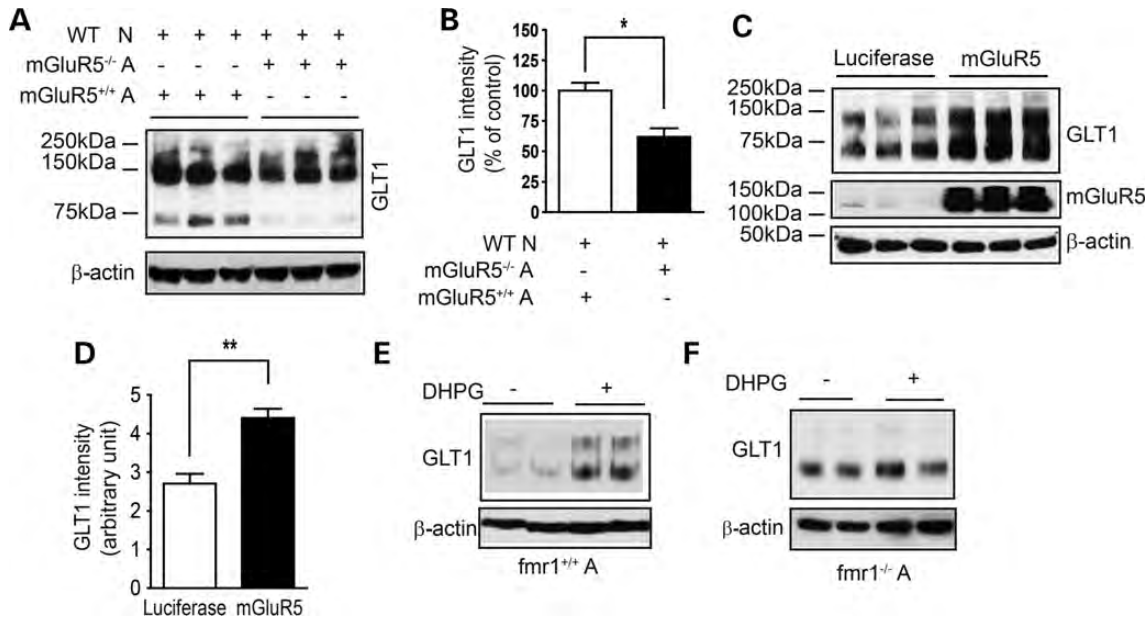 A
WT N + + + + + +
mGluR5-/- A - - - + + +
mGluR5+/+ A + + + - - -
250kDa
150kDa
75kDa
GLT1
β-actin
B
*
GLT1 intensity
(% of control)
150
125
100
75
50
25
0
WT N + +
mGluR5-/- A - +
mGluR5+/+ A + -
C
Luciferase mGluR5
250kDa
150kDa
75kDa
GLT1
150kDa
100kDa
mGluR5
50kDa
β-actin
D
**
GLT1 intensity
(arbitrary unit)
5
4
3
2
1
0
Luciferase mGluR5
E
DHPG - +
GLT1
β-actin
fmr1+/+ A
F
DHPG - +
GLT1
β-actin
fmr1-/- A